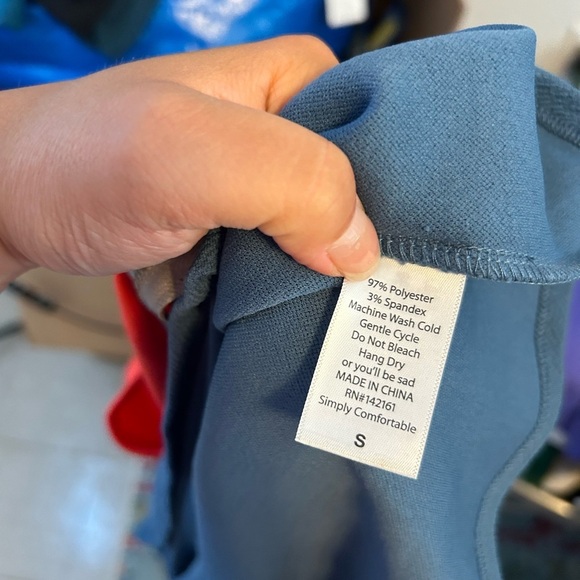 97% Polyester
3% Spandex
Machine Wash Cold
Gentle Cycle
Do Not Bleach
Hang Dry
or you'll be sad
MADE IN CHINA
RN#142161
Simply Comfortable
S